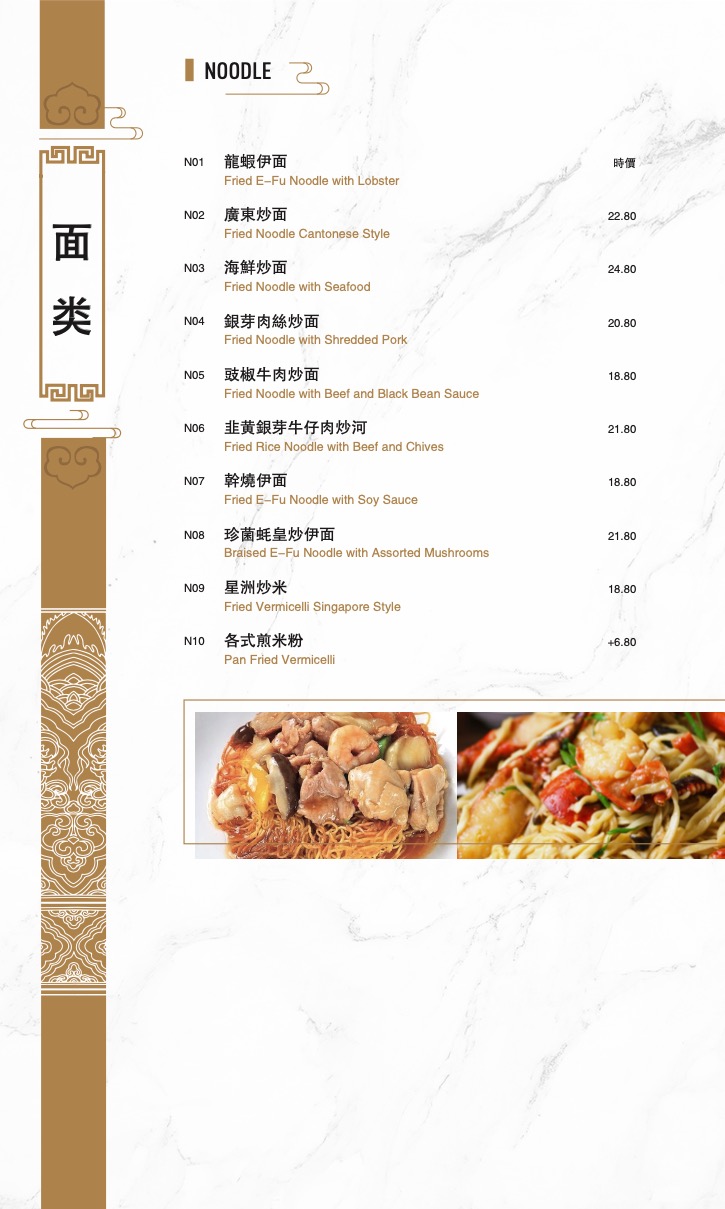 NOODLE
面
类
N01 龍蝦伊面 時價
Fried E-Fu Noodle with Lobster
N02 廣東炒面 22.80
Fried Noodle Cantonese Style
N03 海鮮炒面 24.80
Fried Noodle with Seafood
N04 銀芽肉絲炒面 20.80
Fried Noodle with Shredded Pork
N05 豉椒牛肉炒面 18.80
Fried Noodle with Beef and Black Bean Sauce
N06 韭黄銀芽牛仔肉炒河 21.80
Fried Rice Noodle with Beef and Chives
N07 幹燒伊面 18.80
Fried E-Fu Noodle with Soy Sauce
N08 珍菌蚝皇炒伊面 21.80
Braised E-Fu Noodle with Assorted Mushrooms
N09 星洲炒米 18.80
Fried Vermicelli Singapore Style
N10 各式煎米粉 +6.80
Pan Fried Vermicelli